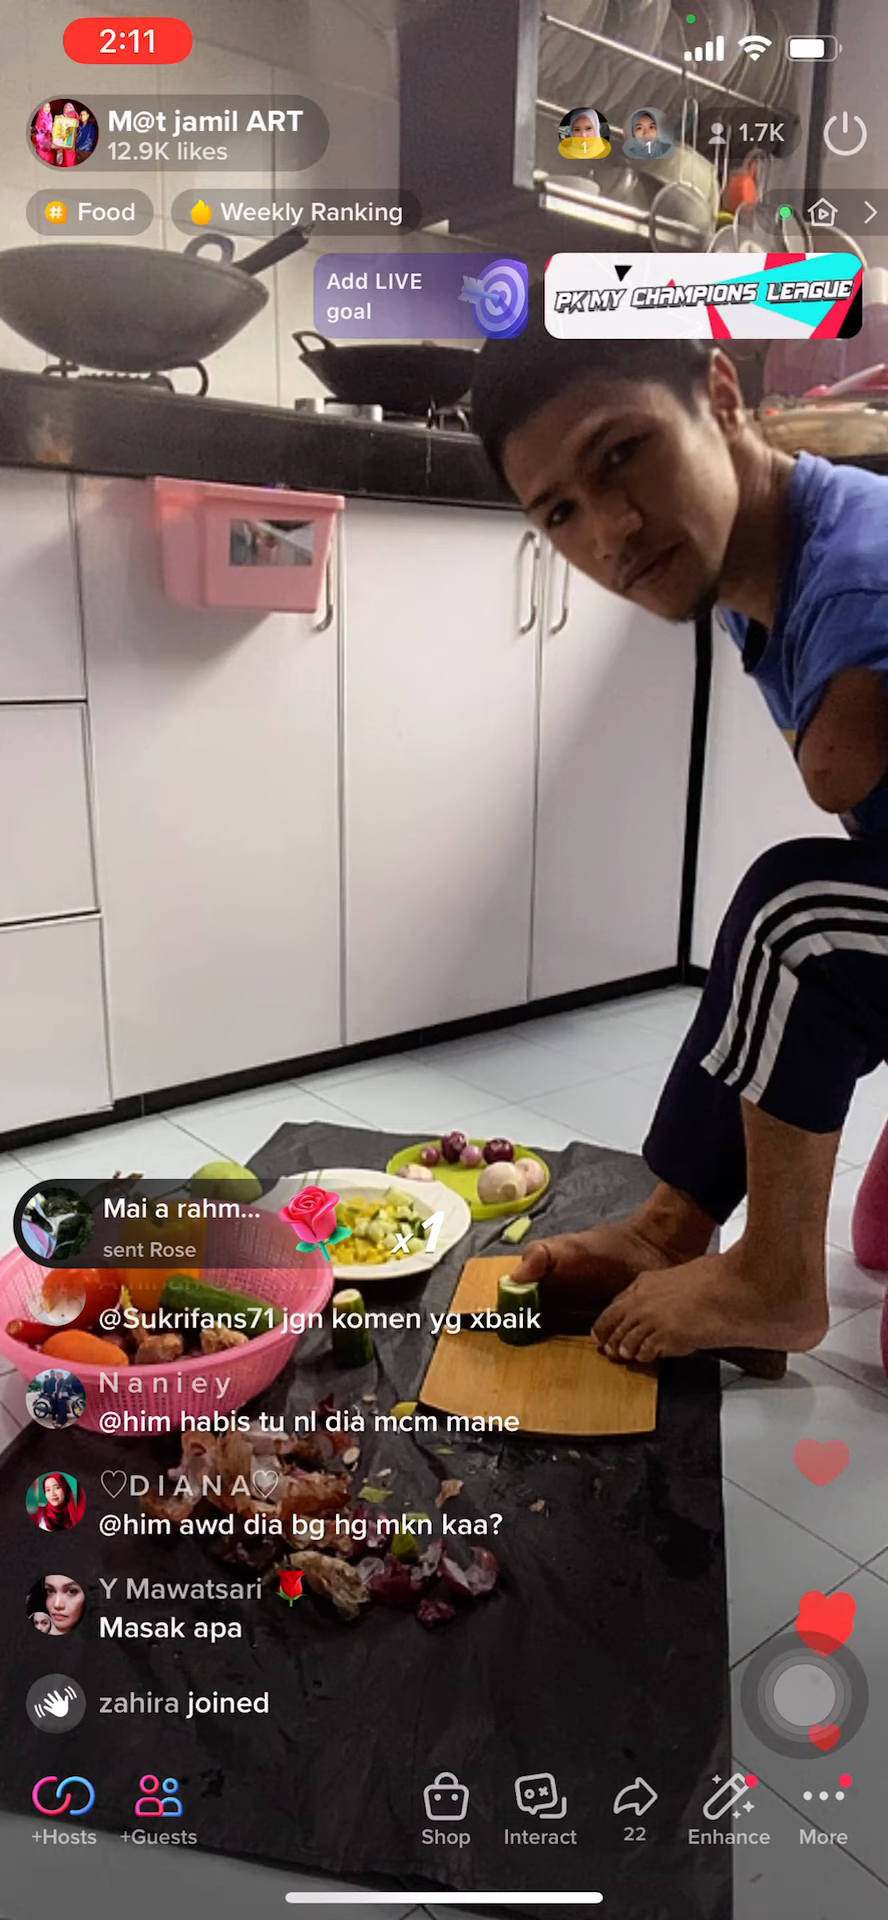 2:11
M@t jamil ART
12.9K likes
1
1
1.7K
Food
Weekly Ranking
Add LIVE
goal
PK MY CHAMPIONS LEAGUE
Mai a rahm...
sent Rose
x1
@Sukrifans71 jgn komen yg xbaik
N a n i e y
@him habis tu nl dia mcm mane
♡D I A N A♡
@him awd dia bg hg mkn kaa?
Y Mawatsari 🌹
Masak apa
zahira joined
+Hosts
+Guests
Shop
Interact
22
Enhance
More